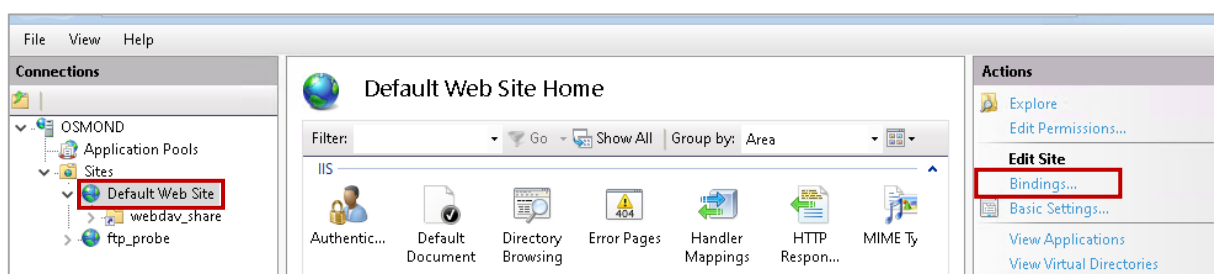 File View Help
Connections
OSMOND
Application Pools
Sites
Default Web Site
webdav_share
ftp_probe
Default Web Site Home
Filter: Go Show All Group by: Area
IIS
Authentic... Default Document Directory Browsing Error Pages Handler Mappings HTTP Respon... MIME Ty
404
Actions
Explore
Edit Permissions...
Edit Site
Bindings...
Basic Settings...
View Applications
View Virtual Directories